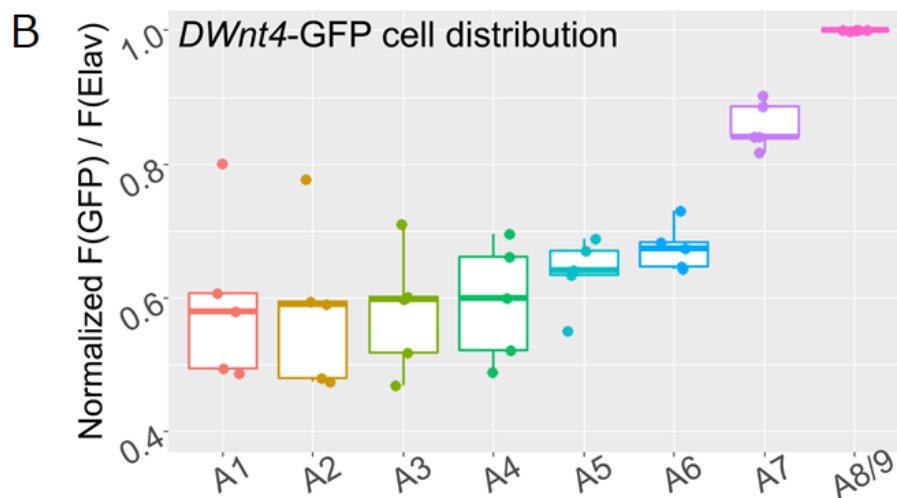 B
DWnt4-GFP cell distribution
Normalized F(GFP) / F(Elav)
1.0
0.8
0.6
0.4
A1 A2 A3 A4 A5 A6 A7 A8/9